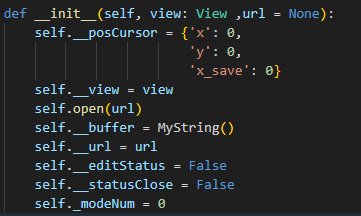 def __init__(self, view: View ,url = None):
    self.__posCursor = {'x': 0,
                        'y': 0,
                        'x_save': 0}
    self.__view = view
    self.open(url)
    self.__buffer = MyString()
    self.__url = url
    self.__editStatus = False
    self.__statusClose = False
    self._modeNum = 0